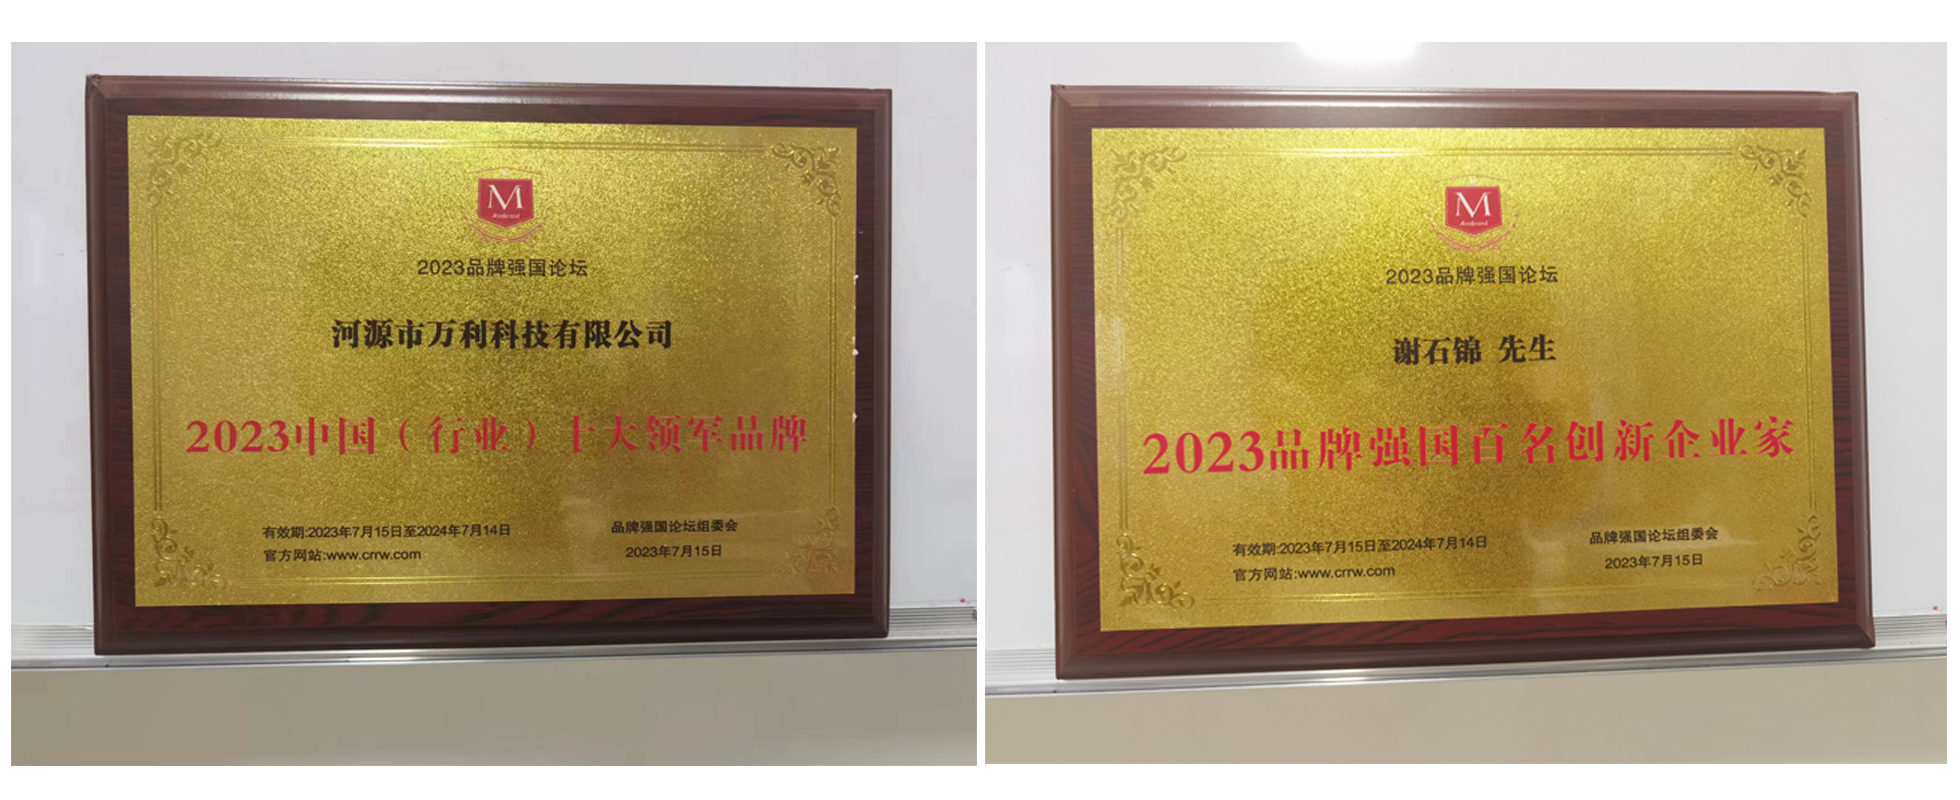 M
2023品牌强国论坛
河源市万利科技有限公司
2023中国（行业）十大领军品牌
有效期:2023年7月15日至2024年7月14日
官方网站:www.crrw.com
品牌强国论坛组委会
2023年7月15日
M
2023品牌强国论坛
谢石锦 先生
2023品牌强国百名创新企业家
有效期:2023年7月15日至2024年7月14日
官方网站:www.crrw.com
品牌强国论坛组委会
2023年7月15日